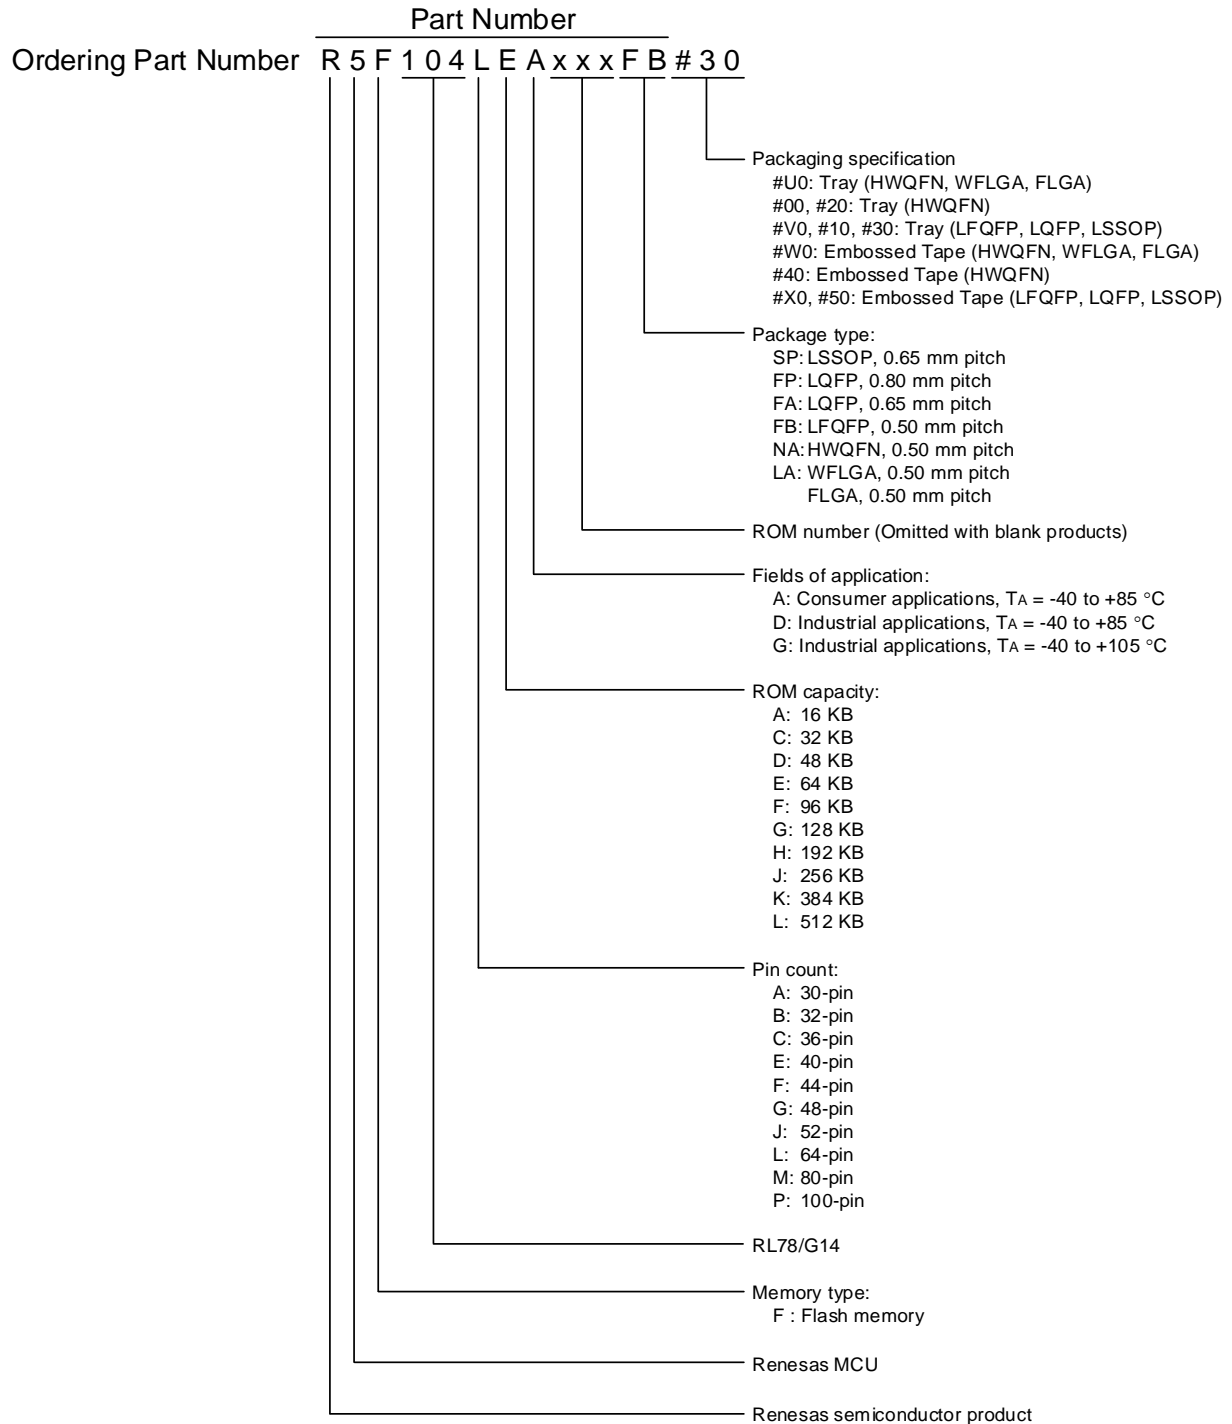 Part Number
Ordering Part Number R 5 F 1 0 4 L E A x x x F B # 3 0
Packaging specification
#U0: Tray (HWQFN, WFLGA, FLGA)
#00, #20: Tray (HWQFN)
#V0, #10, #30: Tray (LFQFP, LQFP, LSSOP)
#W0: Embossed Tape (HWQFN, WFLGA, FLGA)
#40: Embossed Tape (HWQFN)
#X0, #50: Embossed Tape (LFQFP, LQFP, LSSOP)
Package type:
SP: LSSOP, 0.65 mm pitch
FP: LQFP, 0.80 mm pitch
FA: LQFP, 0.65 mm pitch
FB: LFQFP, 0.50 mm pitch
NA: HWQFN, 0.50 mm pitch
LA: WFLGA, 0.50 mm pitch
FLGA, 0.50 mm pitch
ROM number (Omitted with blank products)
Fields of application:
A: Consumer applications, TA = -40 to +85 °C
D: Industrial applications, TA = -40 to +85 °C
G: Industrial applications, TA = -40 to +105 °C
ROM capacity:
A: 16 KB
C: 32 KB
D: 48 KB
E: 64 KB
F: 96 KB
G: 128 KB
H: 192 KB
J: 256 KB
K: 384 KB
L: 512 KB
Pin count:
A: 30-pin
B: 32-pin
C: 36-pin
E: 40-pin
F: 44-pin
G: 48-pin
J: 52-pin
L: 64-pin
M: 80-pin
P: 100-pin
RL78/G14
Memory type:
F : Flash memory
Renesas MCU
Renesas semiconductor product